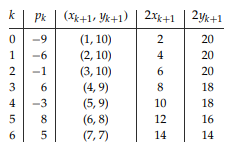 k | p_k | (x_{k+1}, y_{k+1}) | 2x_{k+1} | 2y_{k+1}
0 | −9 | (1, 10) | 2 | 20
1 | −6 | (2, 10) | 4 | 20
2 | −1 | (3, 10) | 6 | 20
3 | 6 | (4, 9) | 8 | 18
4 | −3 | (5, 9) | 10 | 18
5 | 8 | (6, 8) | 12 | 16
6 | 5 | (7, 7) | 14 | 14